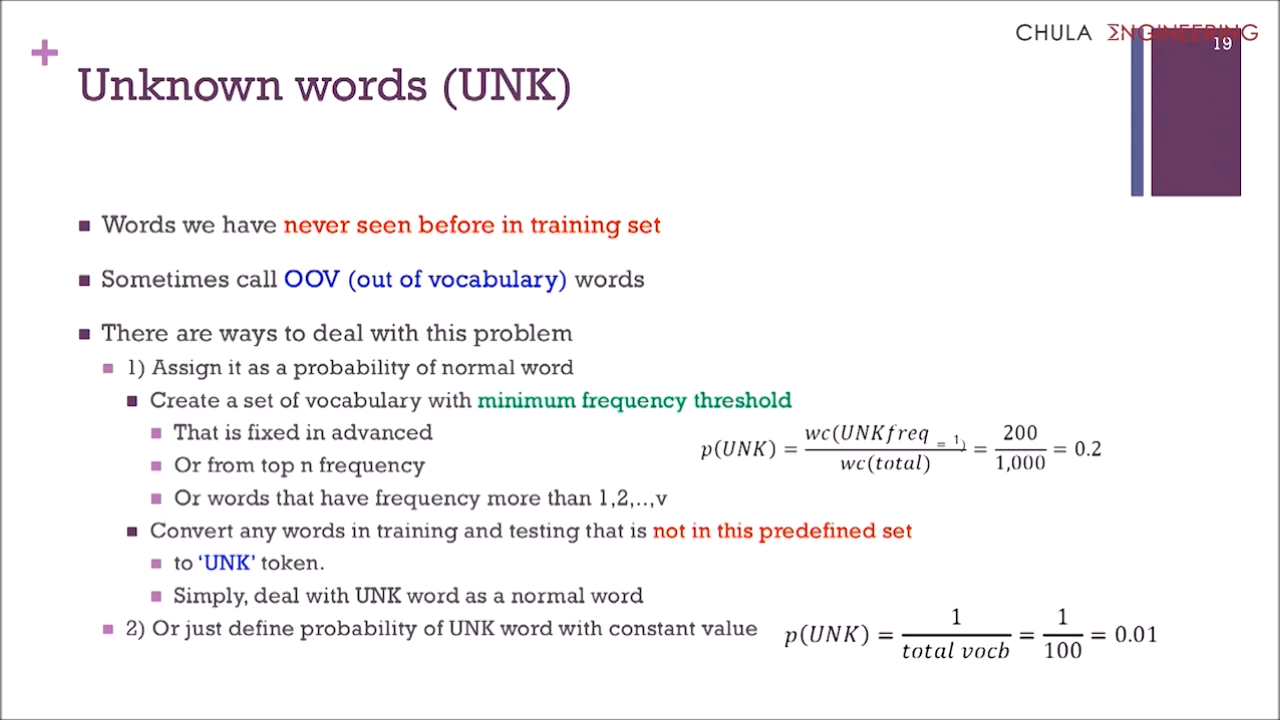 CHULA ΣNGINEERING
19
+
Unknown words (UNK)
■ Words we have never seen before in training set
■ Sometimes call OOV (out of vocabulary) words
■ There are ways to deal with this problem
■ 1) Assign it as a probability of normal word
■ Create a set of vocabulary with minimum frequency threshold
■ That is fixed in advanced
■ Or from top n frequency
■ Or words that have frequency more than 1,2,..,v
p(UNK) = wc(UNKfreq = 1) / wc(total) = 200 / 1,000 = 0.2
■ Convert any words in training and testing that is not in this predefined set
■ to ‘UNK’ token.
■ Simply, deal with UNK word as a normal word
■ 2) Or just define probability of UNK word with constant value
p(UNK) = 1 / total vocb = 1 / 100 = 0.01